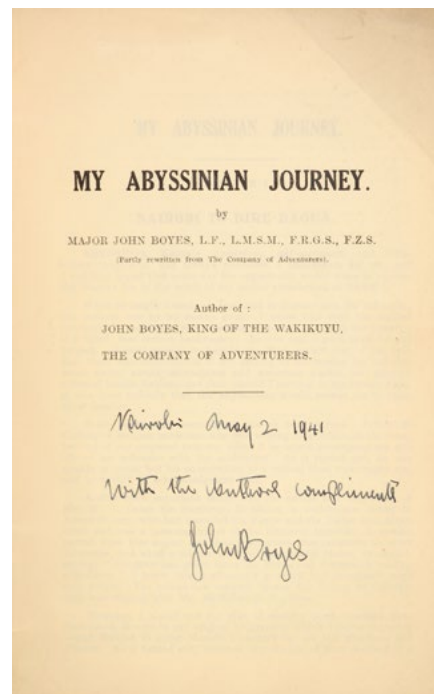 MY ABYSSINIAN JOURNEY.
by
MAJOR JOHN BOYES, L.F., L.M.S.M., F.R.G.S., F.Z.S.
(Partly rewritten from The Company of Adventurers).
Author of :
JOHN BOYES, KING OF THE WAKIKUYU,
THE COMPANY OF ADVENTURERS.
Nairobi May 2 1941
With the Authors compliments
John Boyes